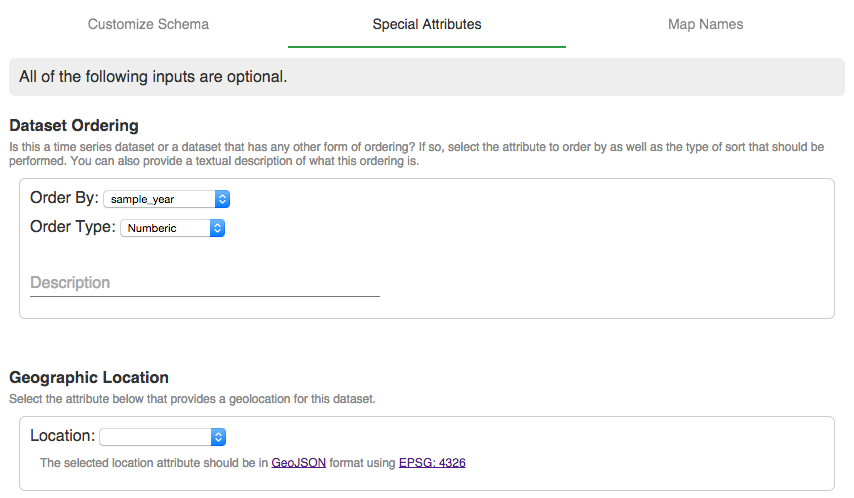 Customize Schema
Special Attributes
Map Names
All of the following inputs are optional.
Dataset Ordering
Is this a time series dataset or a dataset that has any other form of ordering? If so, select the attribute to order by as well as the type of sort that should be
performed. You can also provide a textual description of what this ordering is.
Order By: sample_year
Order Type: Numberic
Description
Geographic Location
Select the attribute below that provides a geolocation for this dataset.
Location:
The selected location attribute should be in GeoJSON format using EPSG: 4326